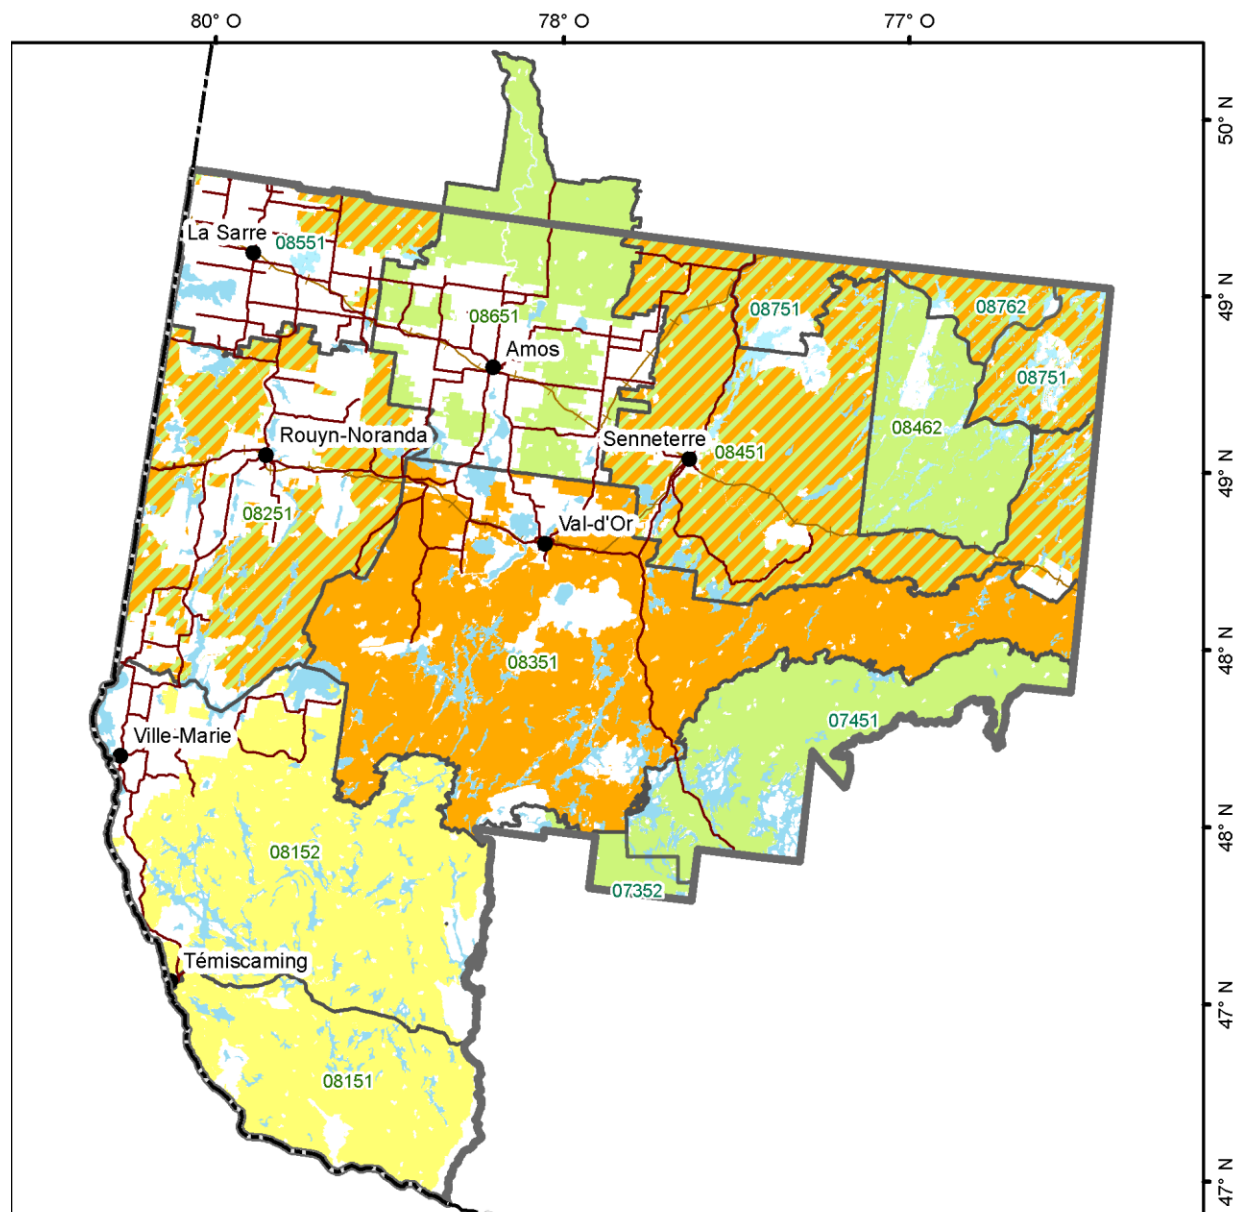 80° O
78° O
77° O
50° N
La Sarre
08551
49° N
08651
08751
08762
Amos
08751
Rouyn-Noranda
Senneterre
08451
08462
49° N
08251
Val-d'Or
08351
48° N
07451
Ville-Marie
48° N
08152
07352
Témiscaming
47° N
08151
47° N